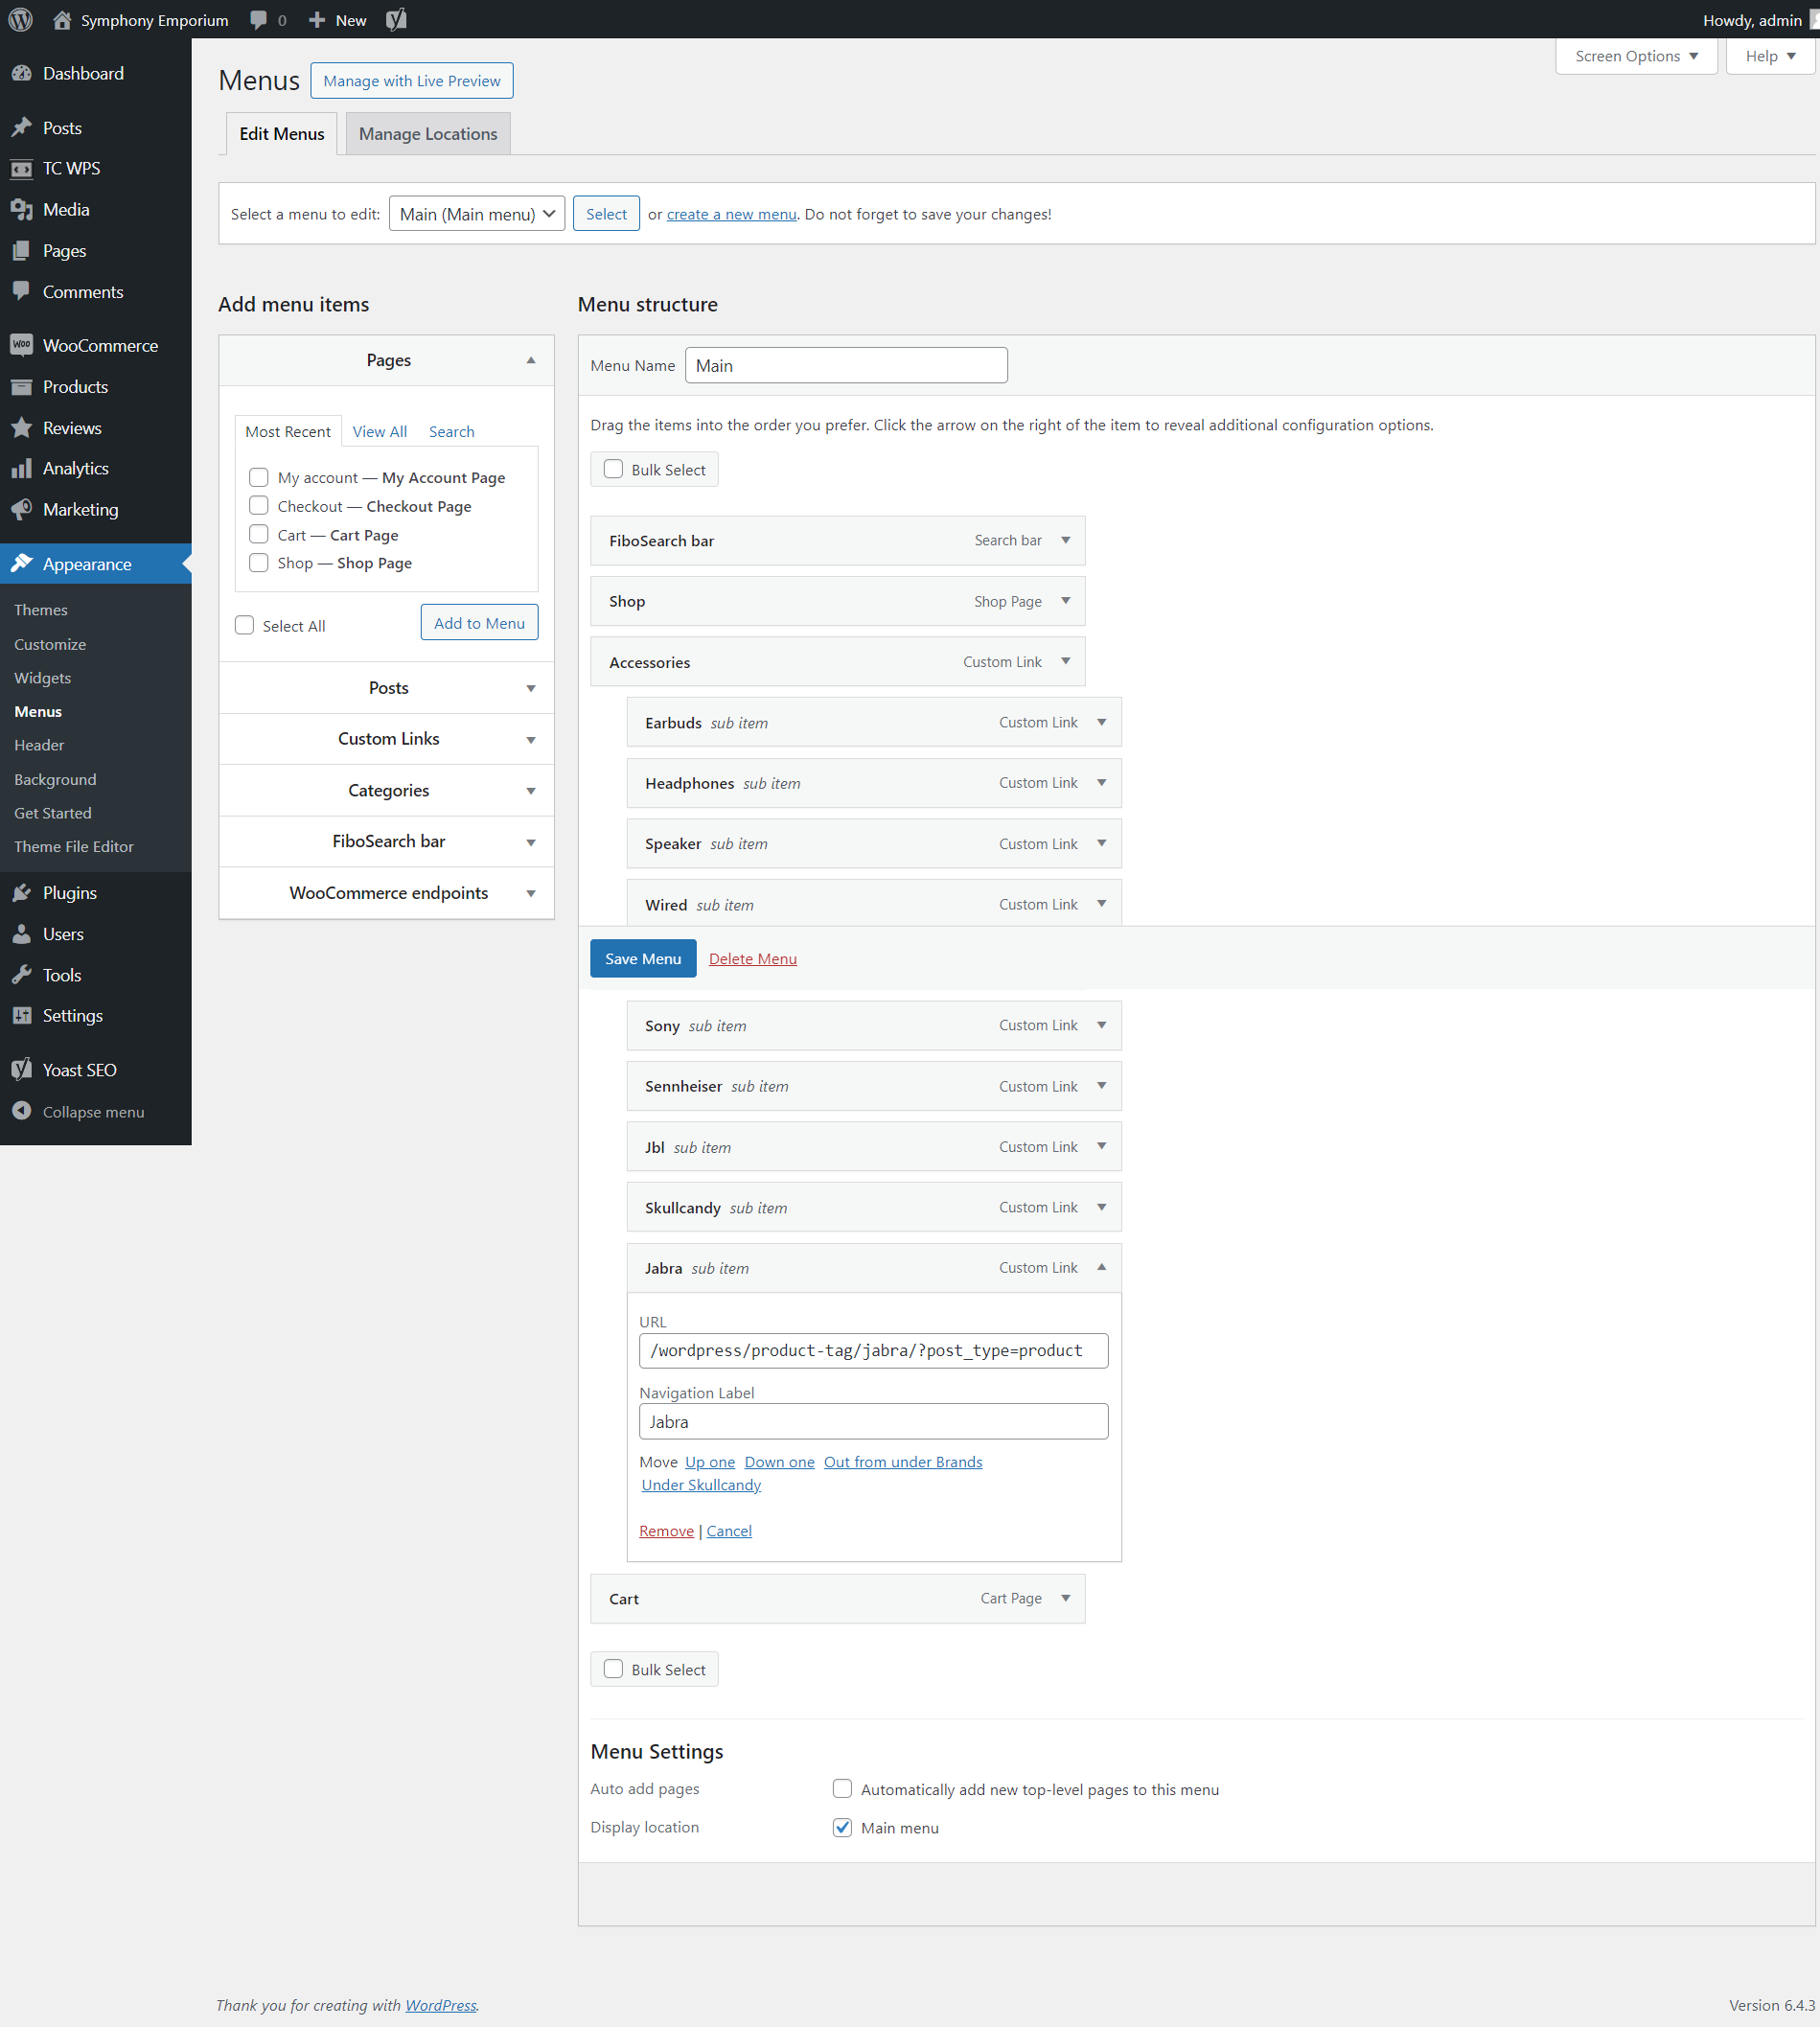 Symphony Emporium 0 New Howdy, admin
Screen Options Help
Dashboard
Posts
TC WPS
Media
Pages
Comments
WooCommerce
Products
Reviews
Analytics
Marketing
Appearance
Themes
Customize
Widgets
Menus
Header
Background
Get Started
Theme File Editor
Plugins
Users
Tools
Settings
Yoast SEO
Collapse menu
Menus Manage with Live Preview
Edit Menus Manage Locations
Select a menu to edit: Main (Main menu) Select or create a new menu. Do not forget to save your changes!
Add menu items
Pages
Most Recent View All Search
My account — My Account Page
Checkout — Checkout Page
Cart — Cart Page
Shop — Shop Page
Select All Add to Menu
Posts
Custom Links
Categories
FiboSearch bar
WooCommerce endpoints
Menu structure
Menu Name Main
Drag the items into the order you prefer. Click the arrow on the right of the item to reveal additional configuration options.
Bulk Select
FiboSearch bar Search bar
Shop Shop Page
Accessories Custom Link
Earbuds sub item Custom Link
Headphones sub item Custom Link
Speaker sub item Custom Link
Wired sub item Custom Link
Save Menu Delete Menu
Sony sub item Custom Link
Sennheiser sub item Custom Link
Jbl sub item Custom Link
Skullcandy sub item Custom Link
Jabra sub item Custom Link
URL
/wordpress/product-tag/jabra/?post_type=product
Navigation Label
Jabra
Move Up one Down one Out from under Brands
Under Skullcandy
Remove | Cancel
Cart Cart Page
Bulk Select
Menu Settings
Auto add pages Automatically add new top-level pages to this menu
Display location Main menu
Thank you for creating with WordPress. Version 6.4.3